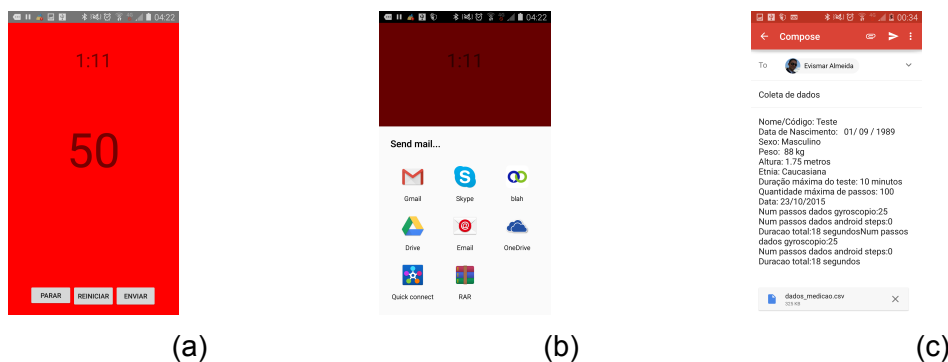 04:22
1:11
50
PARAR REINICIAR ENVIAR
(a)
04:22
1:11
Send mail...
Gmail Skype blah
Drive Email OneDrive
Quick connect RAR
(b)
00:34
Compose
To Evismar Almeida
Coleta de dados
Nome/Código: Teste
Data de Nascimento: 01/ 09 / 1989
Sexo: Masculino
Peso: 88 kg
Altura: 1.75 metros
Etnia: Caucasiana
Duração máxima do teste: 10 minutos
Quantidade máxima de passos: 100
Data: 23/10/2015
Num passos dados gyroscopio:25
Num passos dados android steps:0
Duracao total:18 segundosNum passos
dados gyroscopio:25
Num passos dados android steps:0
Duracao total:18 segundos
dados_medicao.csv
323 KB
(c)